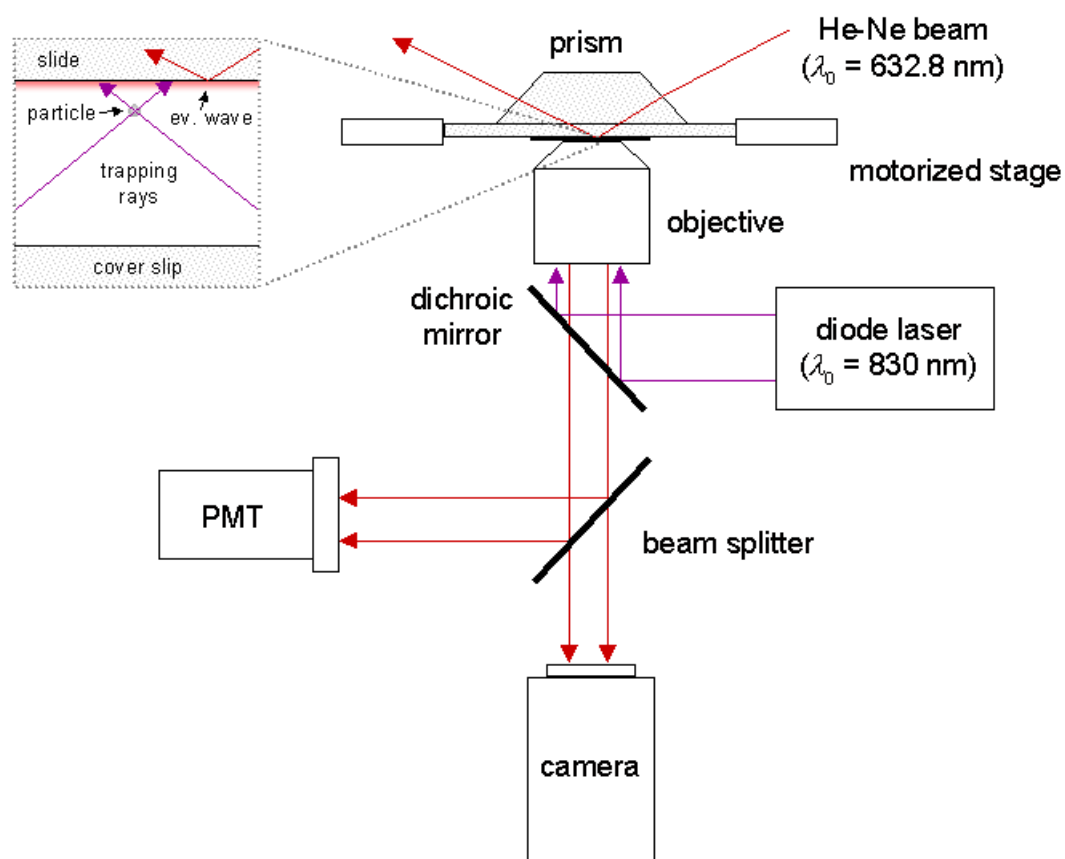 slide
particle
ev. wave
trapping
rays
cover slip
prism
He-Ne beam
(λ₀ = 632.8 nm)
motorized stage
objective
dichroic
mirror
diode laser
(λ₀ = 830 nm)
PMT
beam splitter
camera